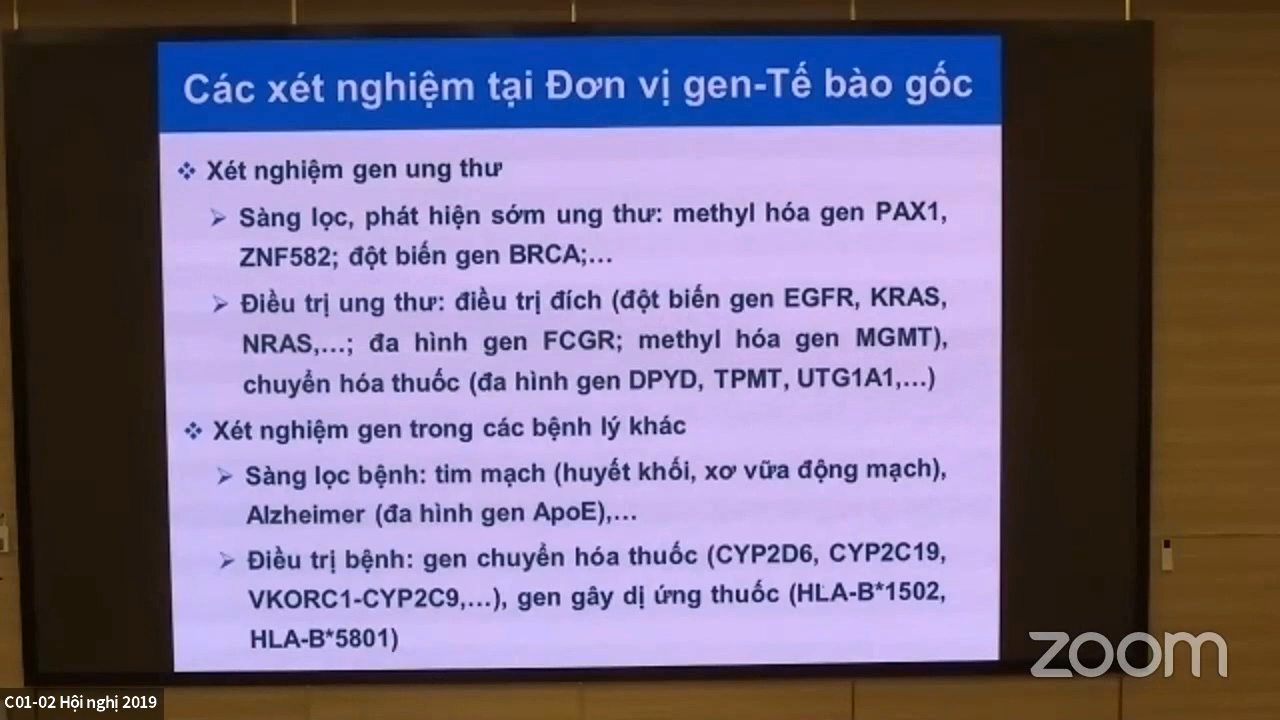 Các xét nghiệm tại Đơn vị gen-Tế bào gốc
❖ Xét nghiệm gen ung thư
➢ Sàng lọc, phát hiện sớm ung thư: methyl hóa gen PAX1,
ZNF582; đột biến gen BRCA;...
➢ Điều trị ung thư: điều trị đích (đột biến gen EGFR, KRAS,
NRAS,...; đa hình gen FCGR; methyl hóa gen MGMT),
chuyển hóa thuốc (đa hình gen DPYD, TPMT, UTG1A1,...)
❖ Xét nghiệm gen trong các bệnh lý khác
➢ Sàng lọc bệnh: tim mạch (huyết khối, xơ vữa động mạch),
Alzheimer (đa hình gen ApoE),...
➢ Điều trị bệnh: gen chuyển hóa thuốc (CYP2D6, CYP2C19,
VKORC1-CYP2C9,...), gen gây dị ứng thuốc (HLA-B*1502,
HLA-B*5801)
zoom
C01-02 Hội nghị 2019